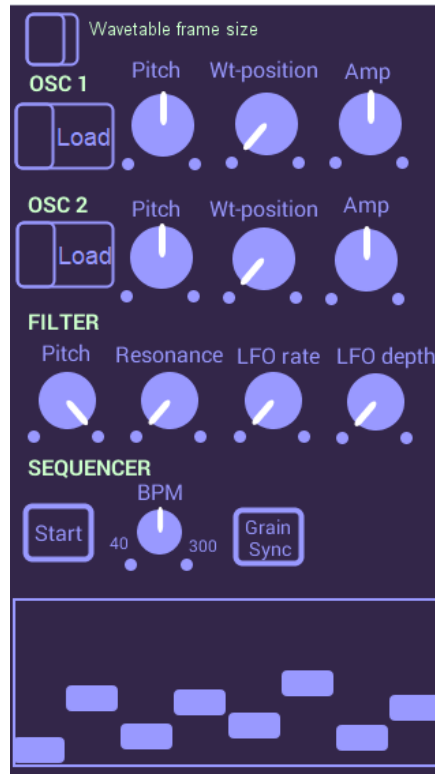 Wavetable frame size
OSC 1
Pitch Wt-position Amp
Load
OSC 2
Pitch Wt-position Amp
Load
FILTER
Pitch Resonance LFO rate LFO depth
SEQUENCER
BPM
Start
40 300
Grain
Sync